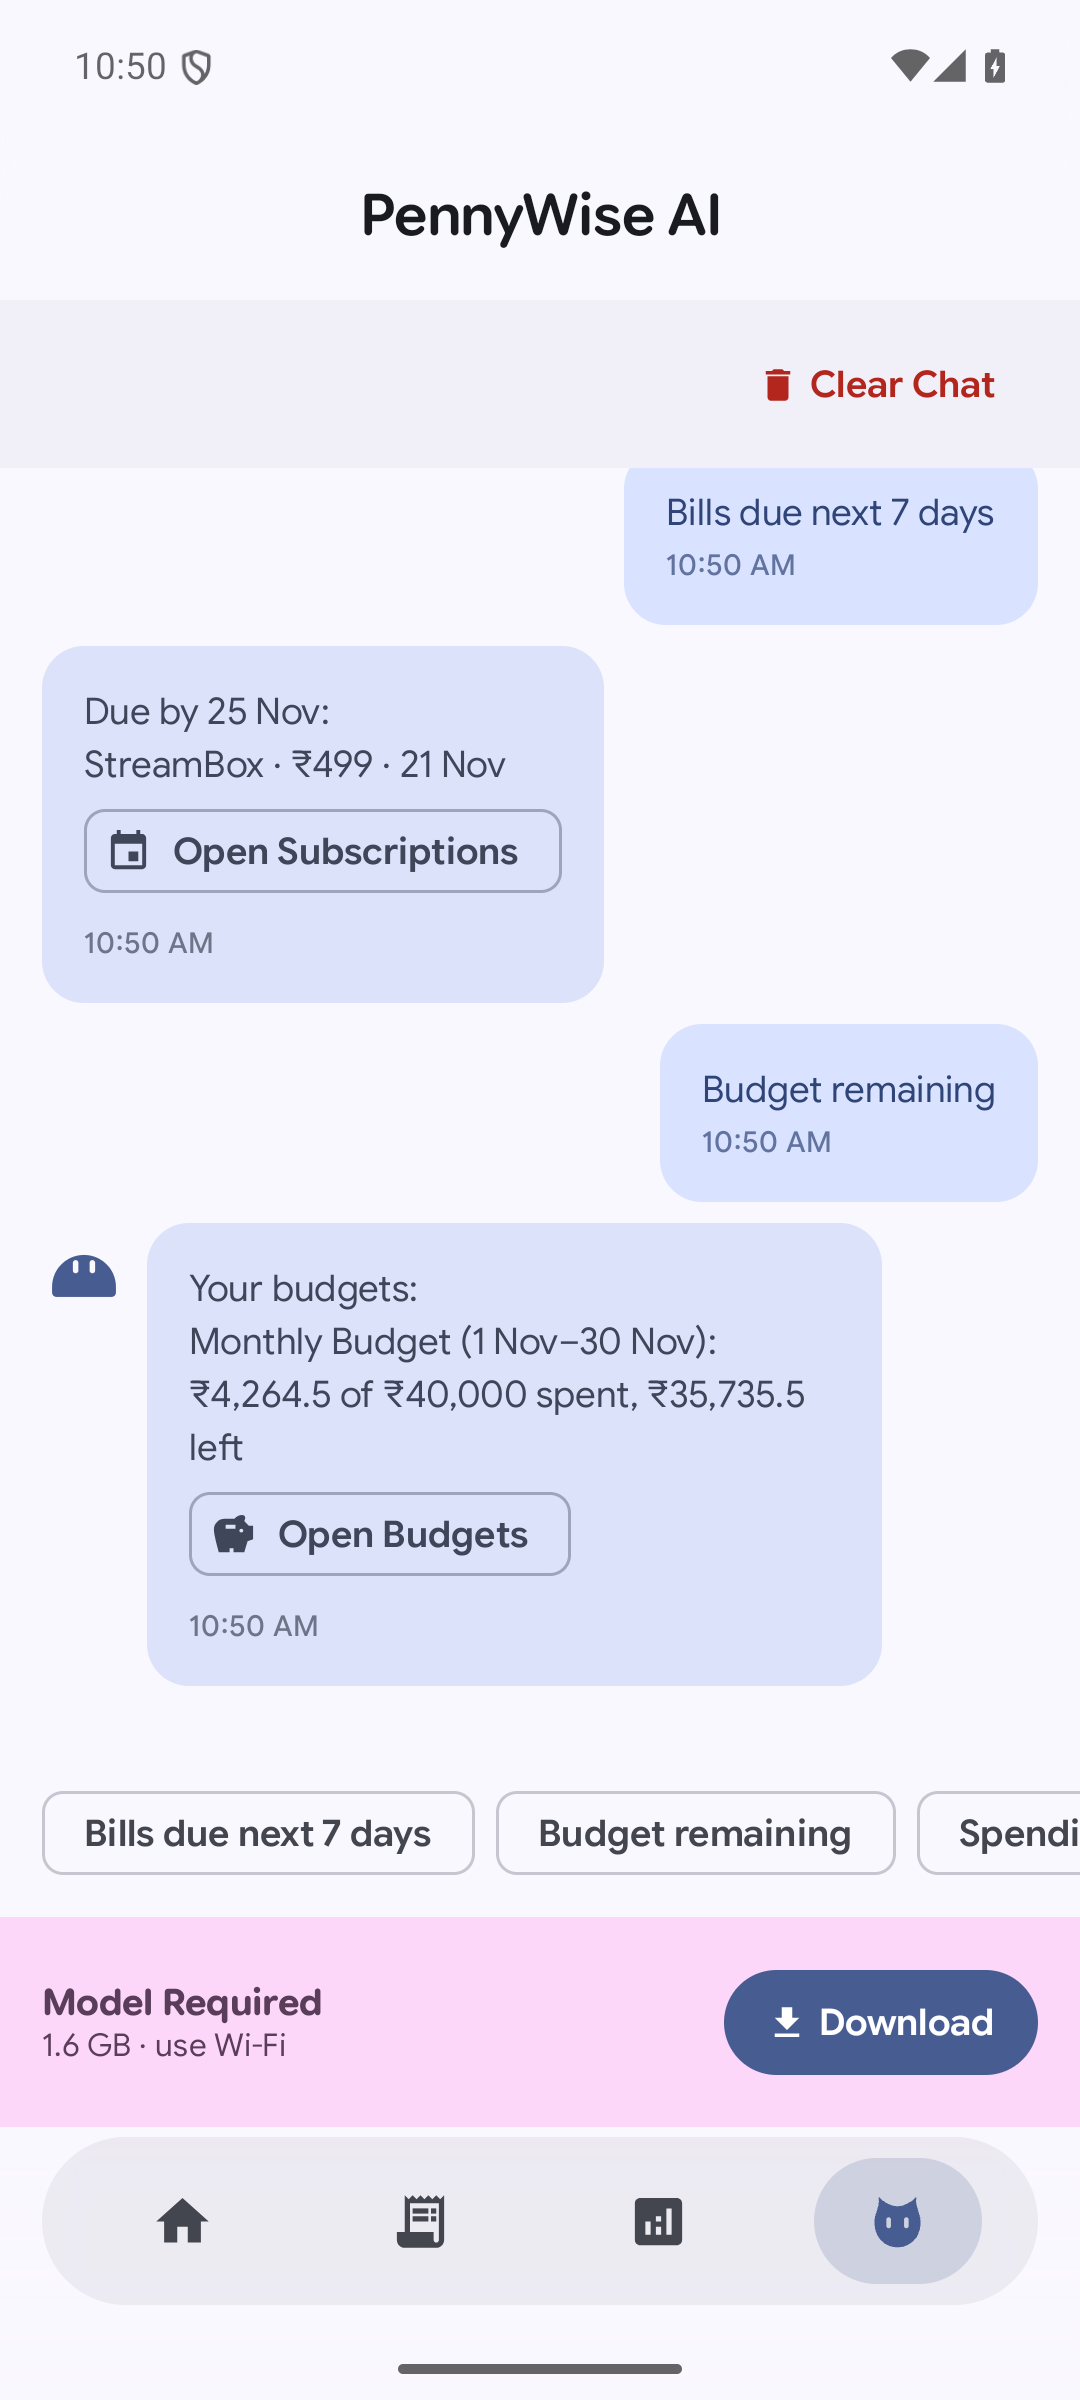 10:50
PennyWise AI
Clear Chat
Bills due next 7 days
10:50 AM
Due by 25 Nov:
StreamBox · ₹499 · 21 Nov
Open Subscriptions
10:50 AM
Budget remaining
10:50 AM
Your budgets:
Monthly Budget (1 Nov–30 Nov):
₹4,264.5 of ₹40,000 spent, ₹35,735.5
left
Open Budgets
10:50 AM
Bills due next 7 days
Budget remaining
Spendi
Model Required
1.6 GB · use Wi-Fi
Download